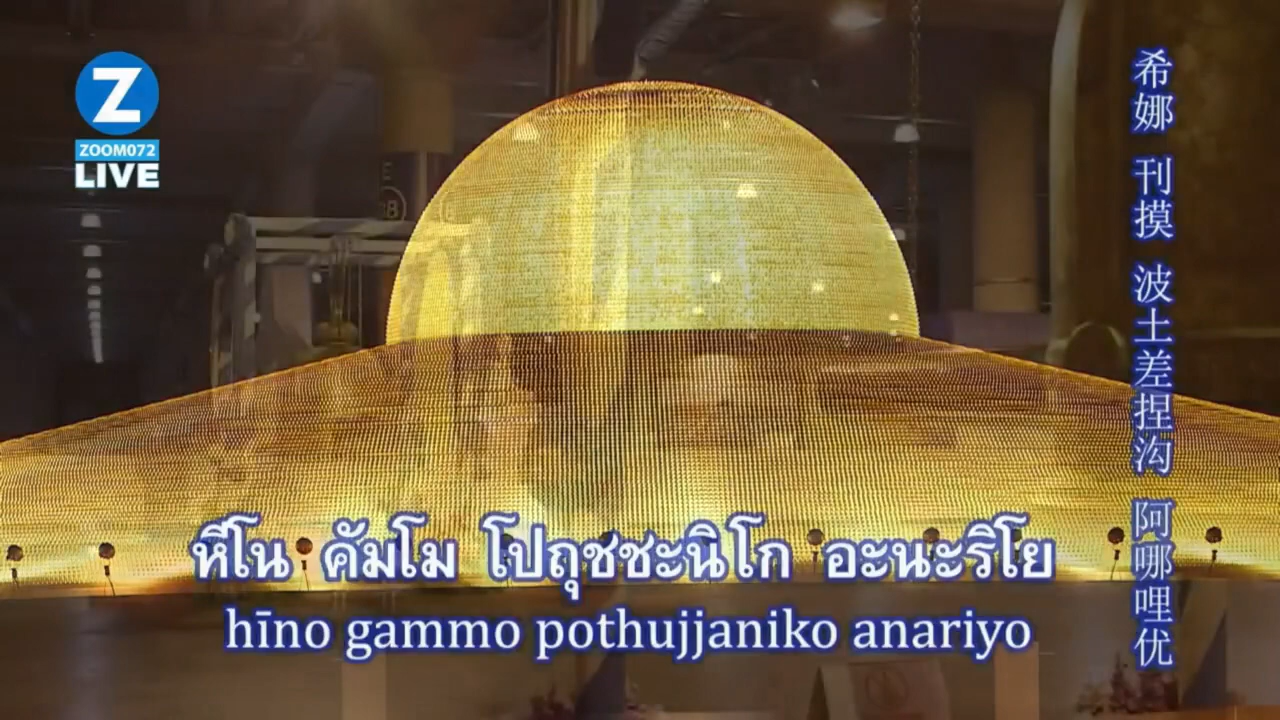 Z
ZOOM072
LIVE
希娜 刊摸 波土差捏沟 阿哪哩优
หีโน คัมโม โปถุชชะนิโก อะนะริโย
hīno gammo pothujjaniko anariyo